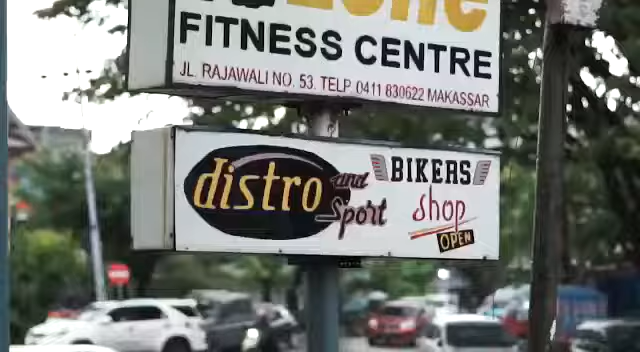 FITNESS CENTRE
JL. RAJAWALI NO. 53. TELP 0411 830622 MAKASSAR
distro and Sport
BIKERS
shop
OPEN